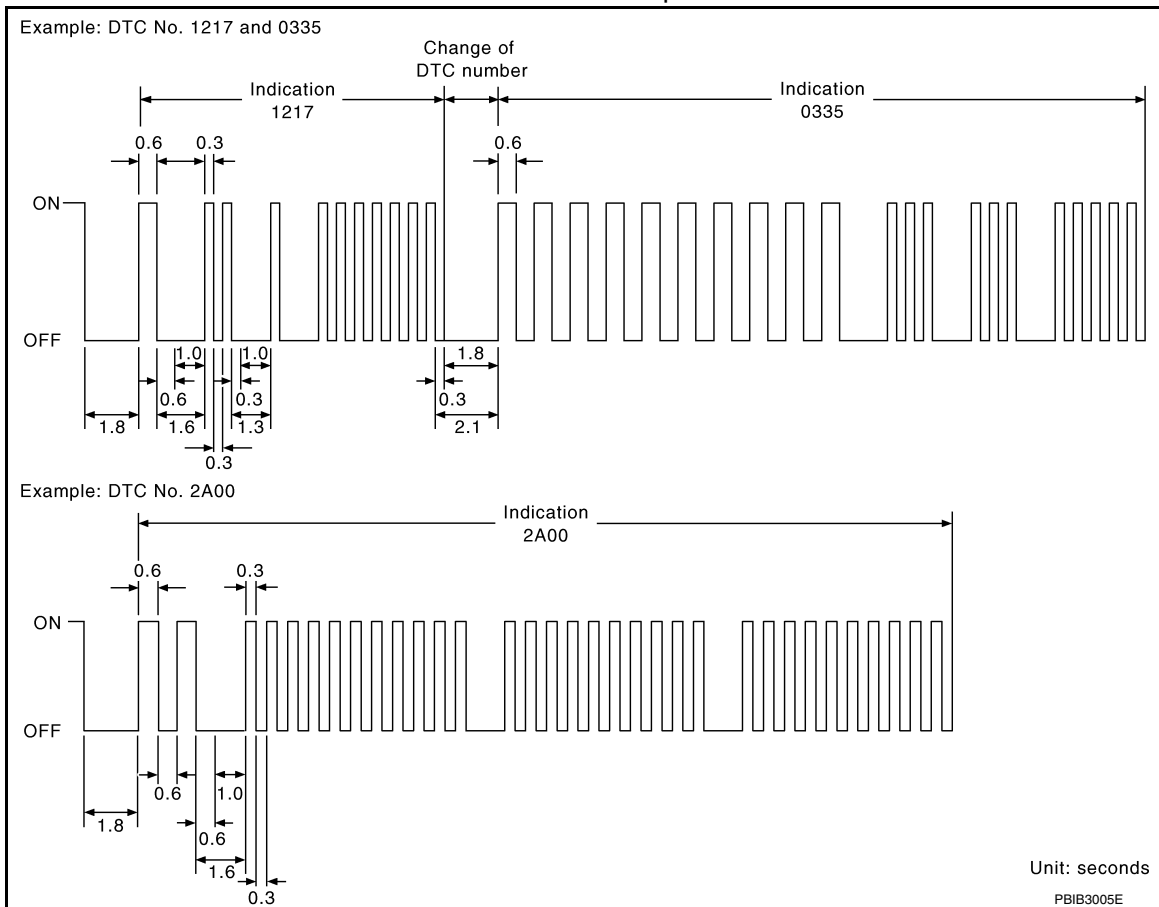 Example: DTC No. 1217 and 0335
Change of
DTC number
Indication
1217
Indication
0335
0.6
0.3
0.6
ON
OFF
1.0
1.0
1.8
0.6
0.3
0.3
1.8
1.6
1.3
2.1
0.3
Example: DTC No. 2A00
Indication
2A00
0.6
0.3
ON
OFF
0.6
1.0
1.8
0.6
1.6
0.3
Unit: seconds
PBIB3005E